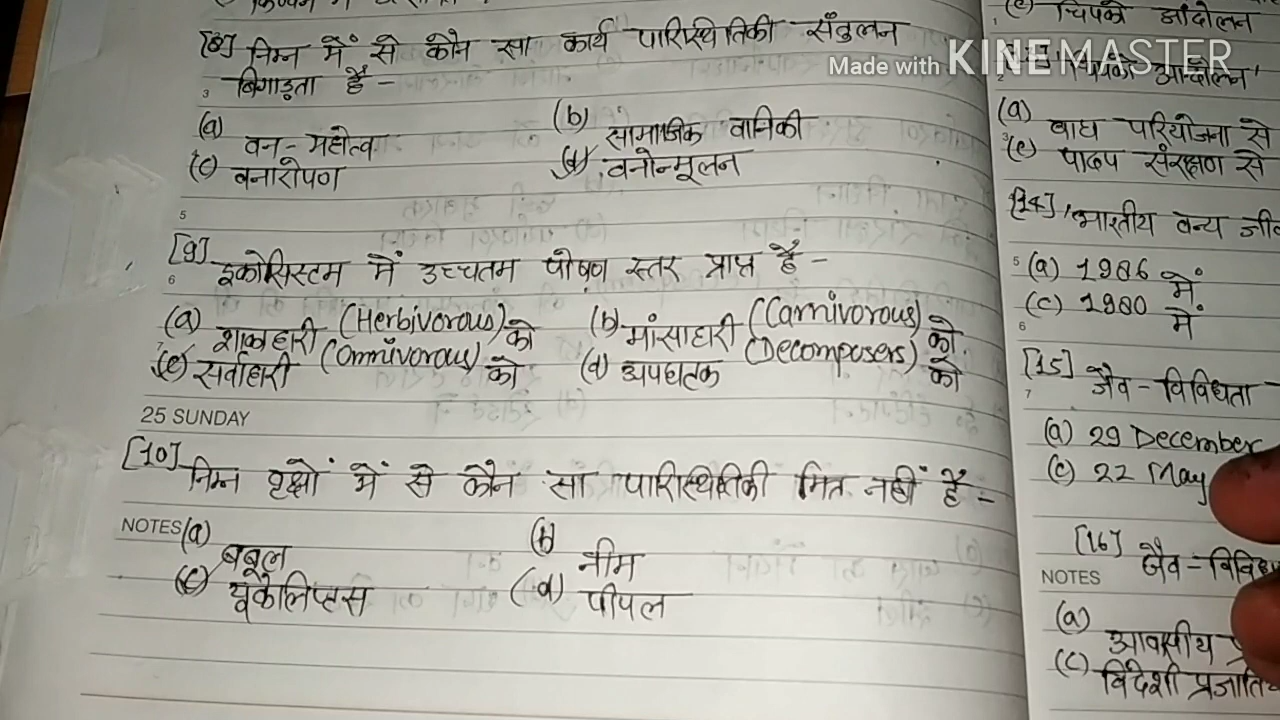 [8] निम्न में से कौन सा कार्य पारिस्थितिकी संतुलन
Made with KINEMASTER
बिगाड़ता है -
(a) वन - महोत्व (b) सामाजिक वानिकी
(c) वनारोपण (d) वनोन्मूलन
[9] इकोसिस्टम में उच्चतम पोषण स्तर प्राप्त है -
(a) शाकाहारी (Herbivorous) को (b) मांसाहारी (Carnivorous) को
(c) सर्वाहारी (Omnivorous) को (d) अपघटक (Decomposers) को
25 SUNDAY
[10] निम्न वृक्षों में से कौन सा पारिस्थितिकी मित्र नहीं है -
NOTES
(a) बबूल (b) नीम
(c) यूकेलिप्टस (d) पीपल
(c) चिपको आंदोलन
आन्दोलन'
(a) बाघ परियोजना से
(c) पादप संरक्षण से
[14] 'भारतीय वन्य
(a) 1986 में
(c) 1980 में
[15] जैव - विविधता -
(a) 29 December
(c) 22 May
[16] जैव -
NOTES
(a) आवासीय
(c) विदेशी